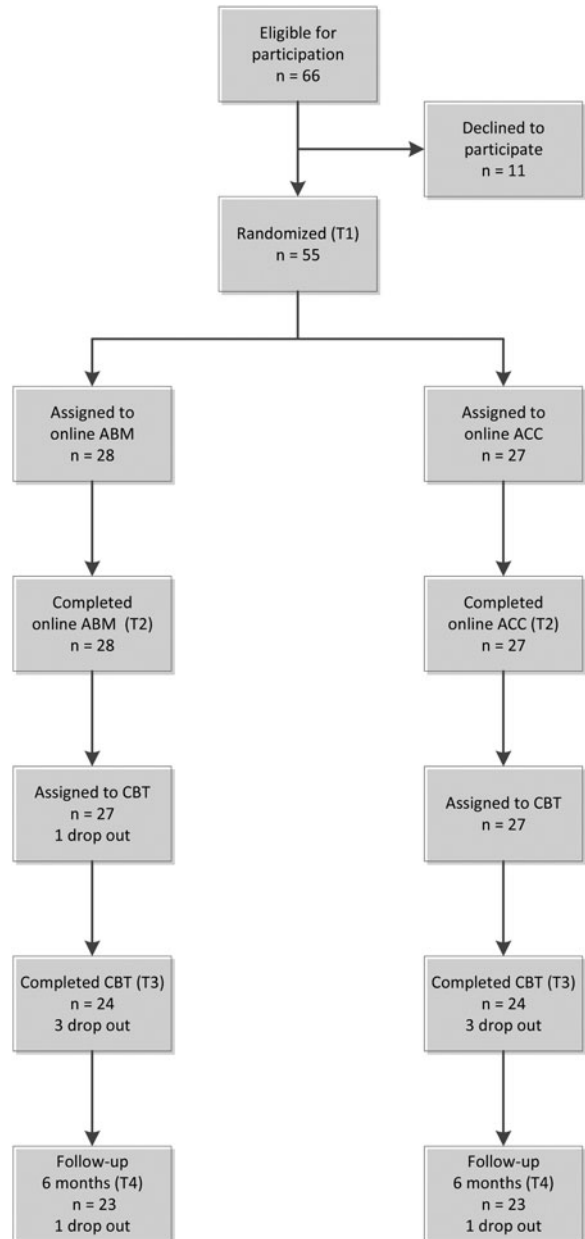 Eligible for
participation
n = 66
Declined to
participate
n = 11
Randomized (T1)
n = 55
Assigned to
online ABM
n = 28
Assigned to
online ACC
n = 27
Completed
online ABM (T2)
n = 28
Completed
online ACC (T2)
n = 27
Assigned to CBT
n = 27
1 drop out
Assigned to CBT
n = 27
Completed CBT (T3)
n = 24
3 drop out
Completed CBT (T3)
n = 24
3 drop out
Follow-up
6 months (T4)
n = 23
1 drop out
Follow-up
6 months (T4)
n = 23
1 drop out